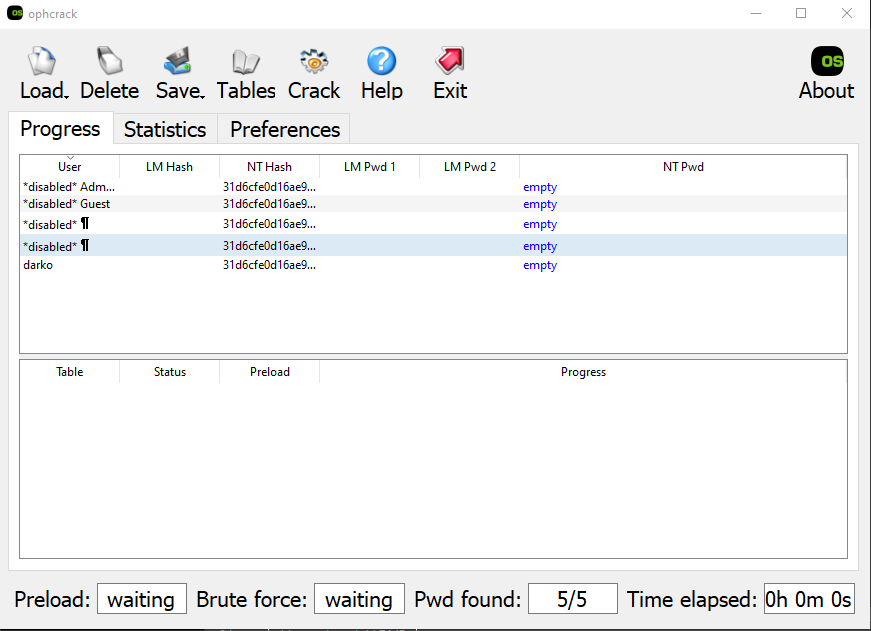 OS ophcrack
Load Delete Save Tables Crack Help Exit About
OS
Progress Statistics Preferences
User LM Hash NT Hash LM Pwd 1 LM Pwd 2 NT Pwd
*disabled* Adm... 31d6cfe0d16ae9... empty
*disabled* Guest 31d6cfe0d16ae9... empty
*disabled* ¶ 31d6cfe0d16ae9... empty
*disabled* ¶ 31d6cfe0d16ae9... empty
darko 31d6cfe0d16ae9... empty
Table Status Preload Progress
Preload: waiting Brute force: waiting Pwd found: 5/5 Time elapsed: 0h 0m 0s